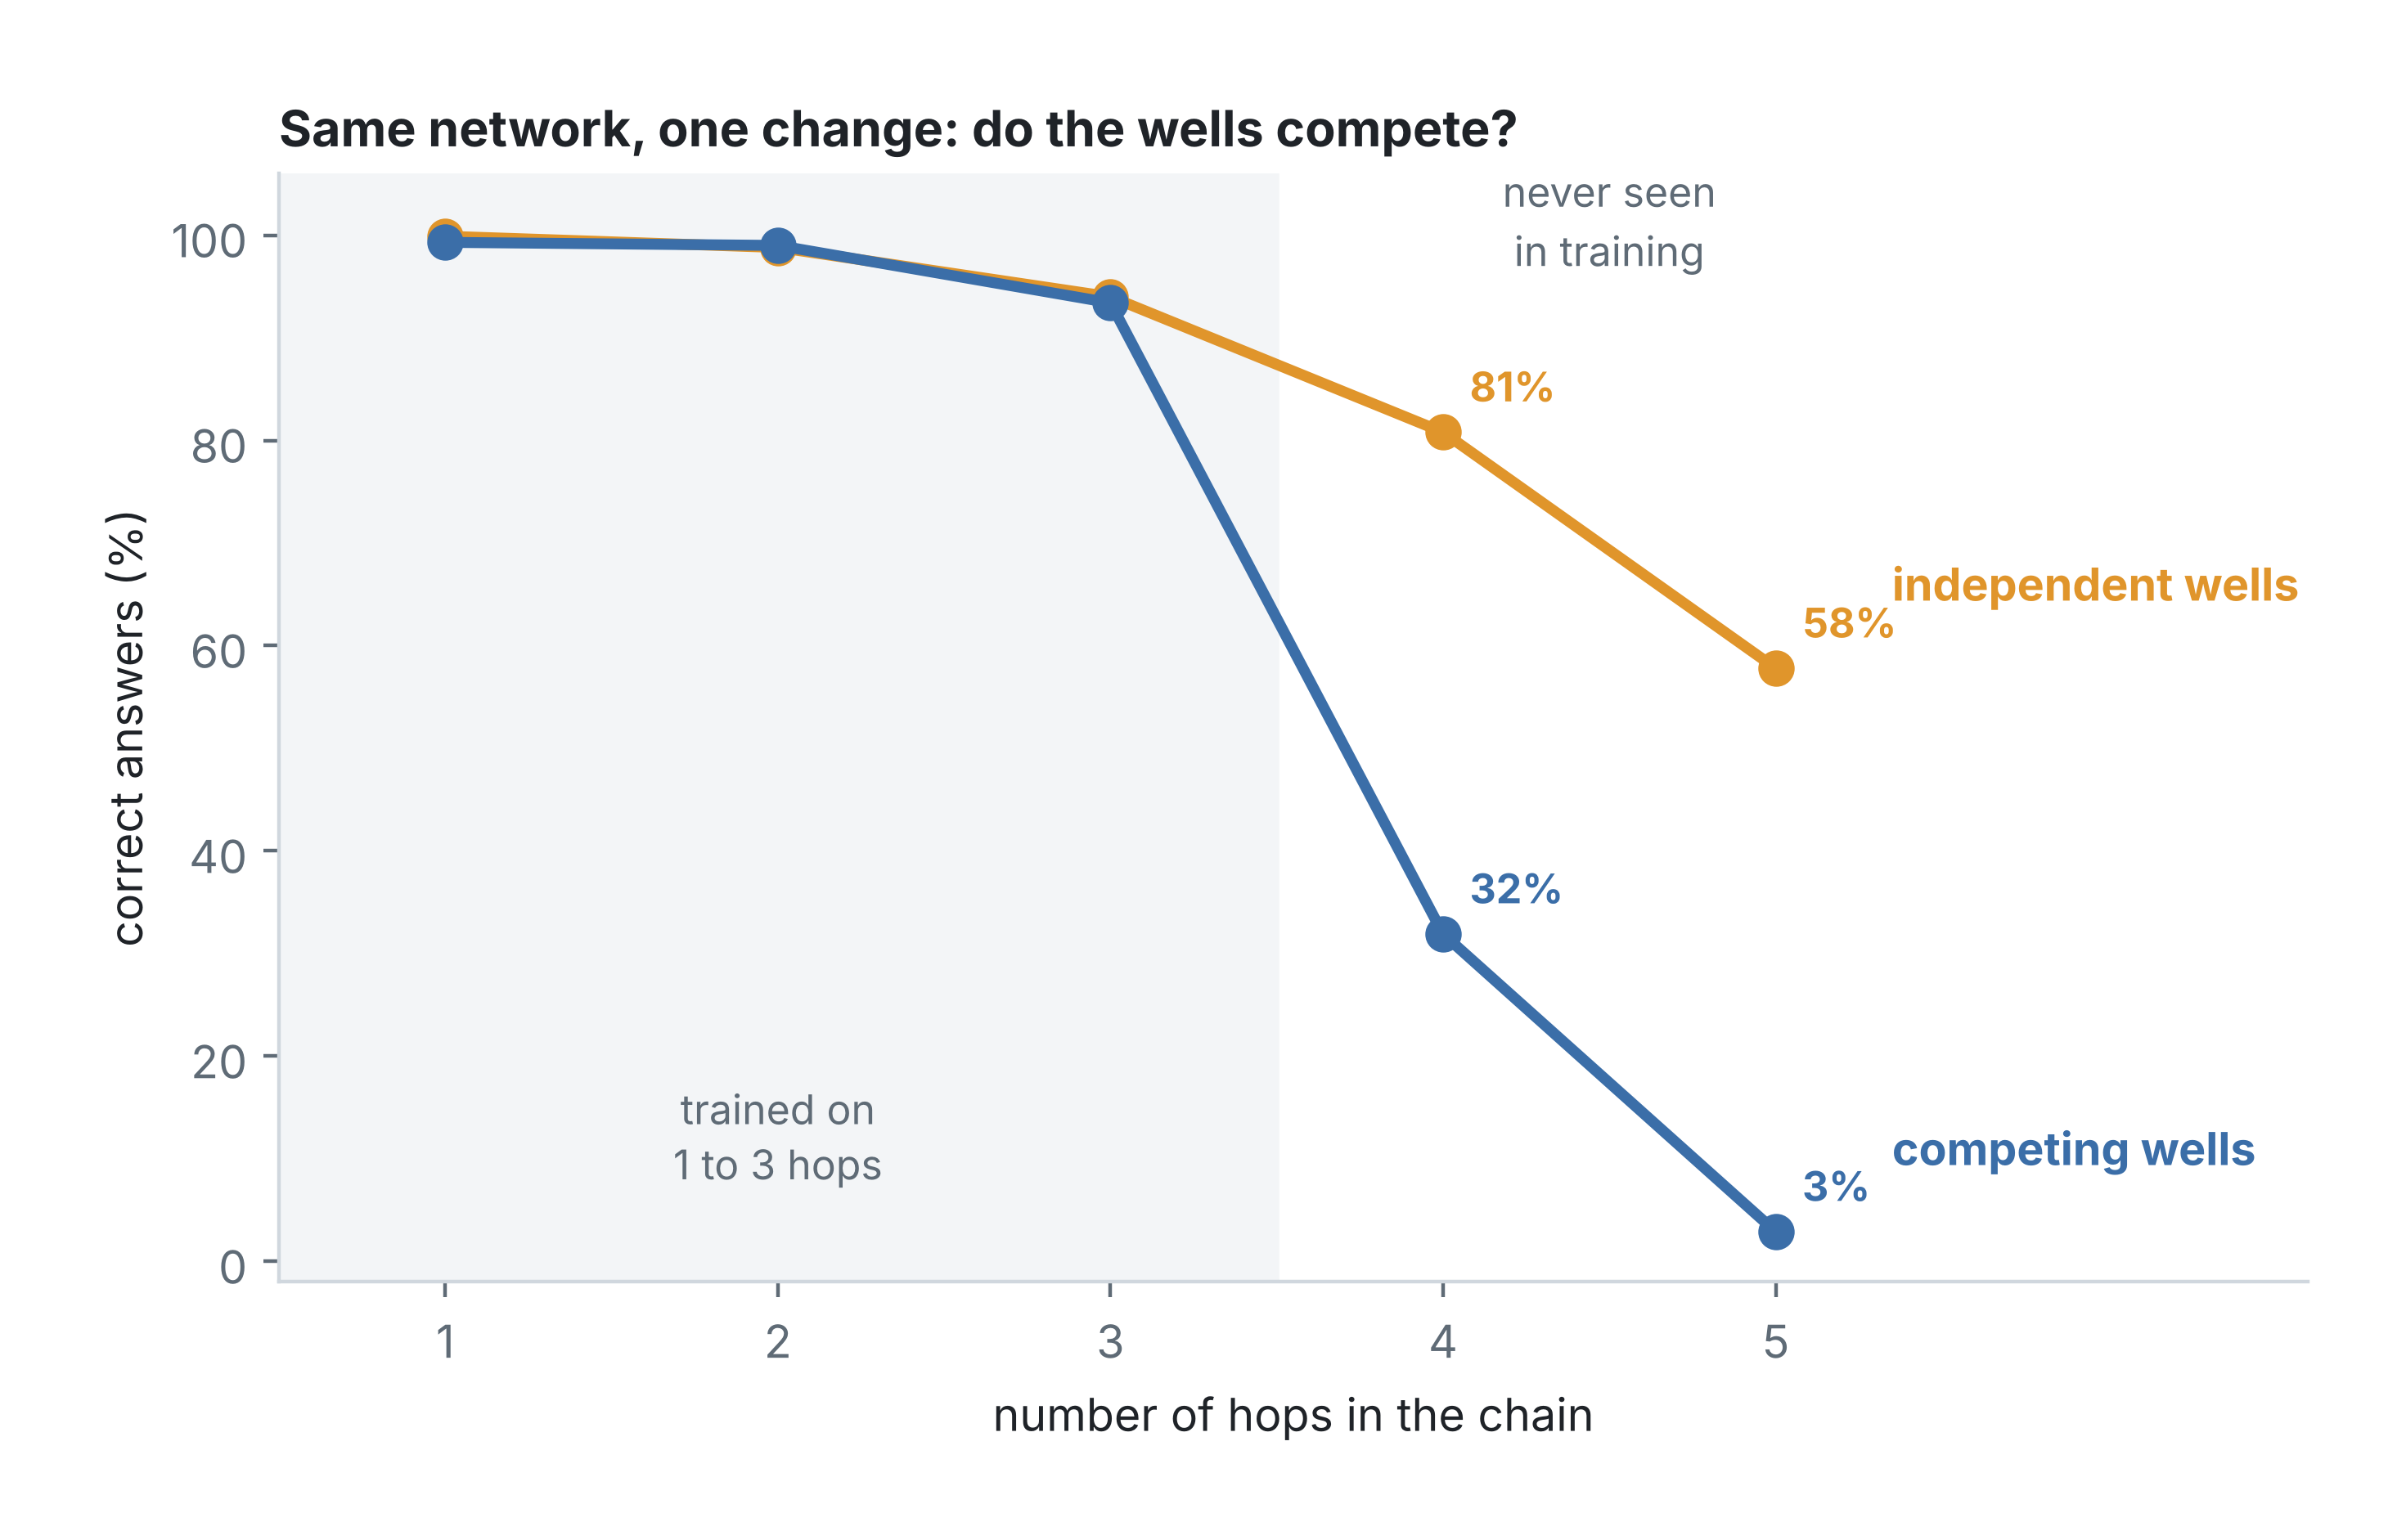 Same network, one change: do the wells compete?
never seen
in training
100
80
60
40
20
0
correct answers (%)
81%
58%
independent wells
32%
3%
competing wells
trained on
1 to 3 hops
1
2
3
4
5
number of hops in the chain